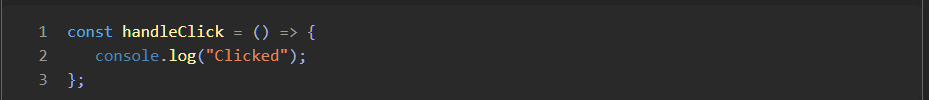 1 const handleClick = () => {
2    console.log("Clicked");
3 };